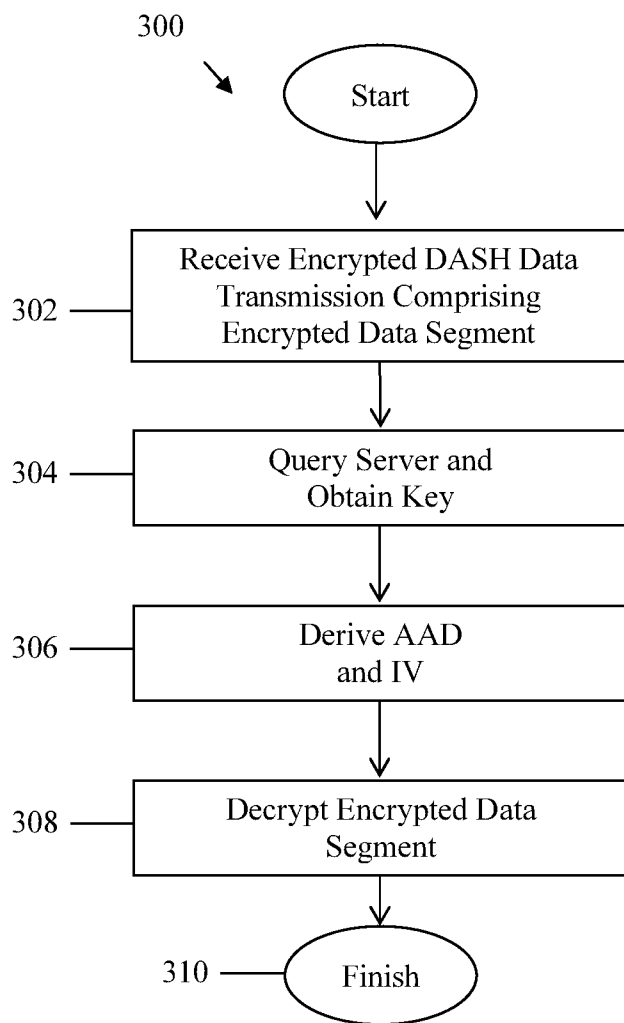 300
Start
Receive Encrypted DASH Data
Transmission Comprising
Encrypted Data Segment
302
Query Server and
Obtain Key
304
Derive AAD
and IV
306
Decrypt Encrypted Data
Segment
308
Finish
310